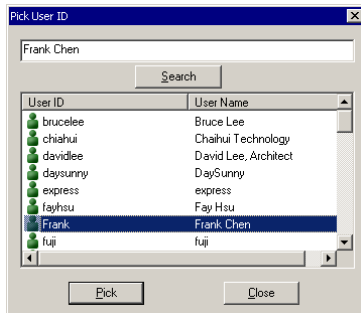 Pick User ID
Frank Chen
Search
User ID User Name
brucelee Bruce Lee
chiahui Chaihui Technology
davidlee David Lee, Architect
daysunny DaySunny
express express
fayhsu Fay Hsu
Frank Frank Chen
fuji fuji
Pick Close